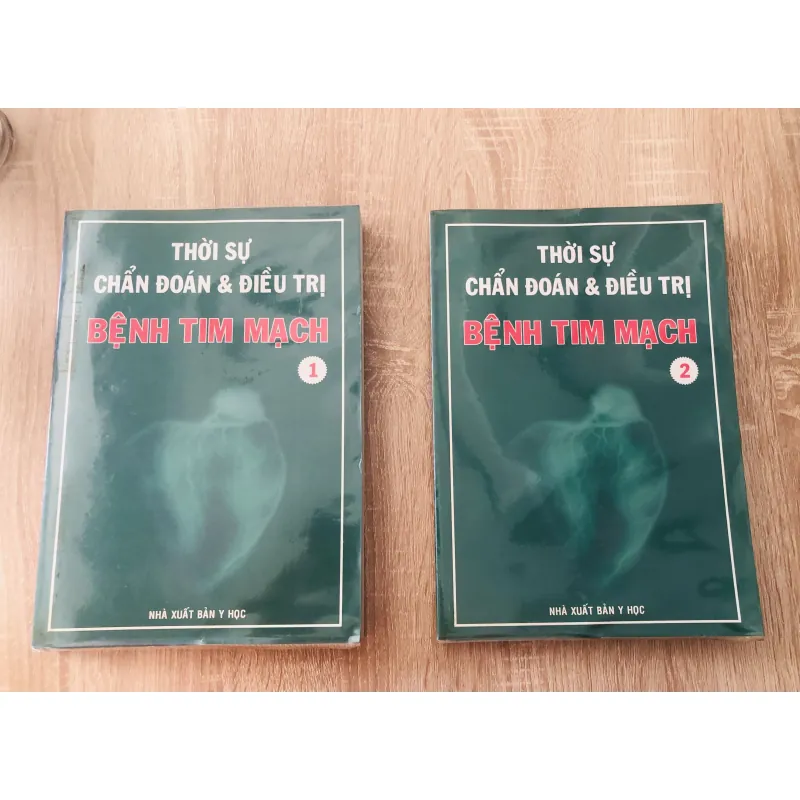 THỜI SỰ
CHẨN ĐOÁN & ĐIỀU TRỊ
BỆNH TIM MẠCH
1
NHÀ XUẤT BẢN Y HỌC
THỜI SỰ
CHẨN ĐOÁN & ĐIỀU TRỊ
BỆNH TIM MẠCH
2
NHÀ XUẤT BẢN Y HỌC